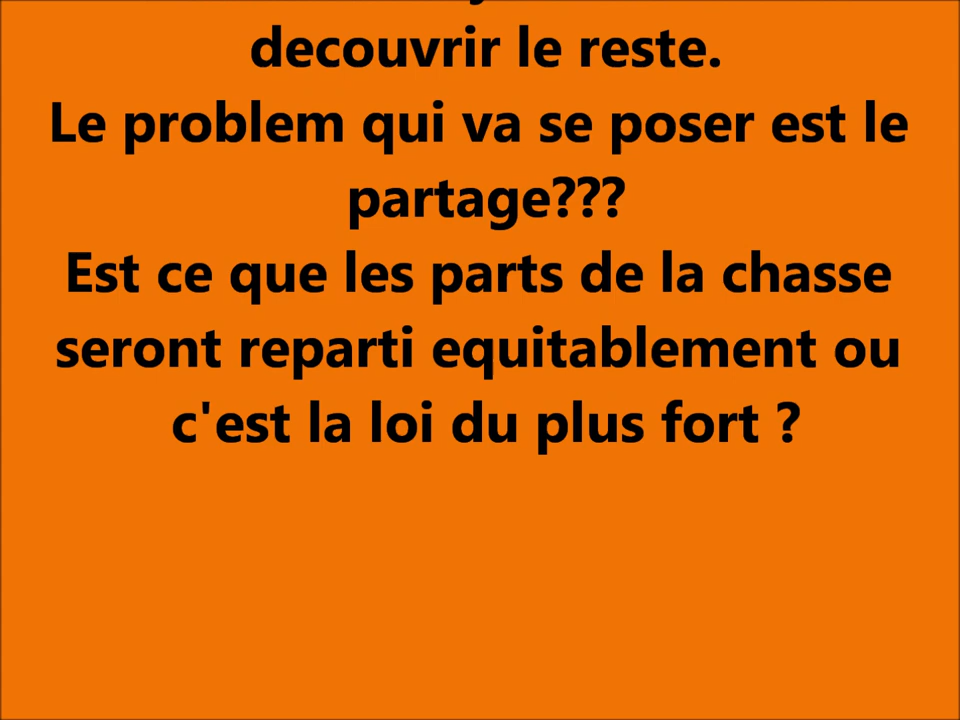 decouvrir le reste.
Le problem qui va se poser est le
partage???
Est ce que les parts de la chasse
seront reparti equitablement ou
c'est la loi du plus fort ?